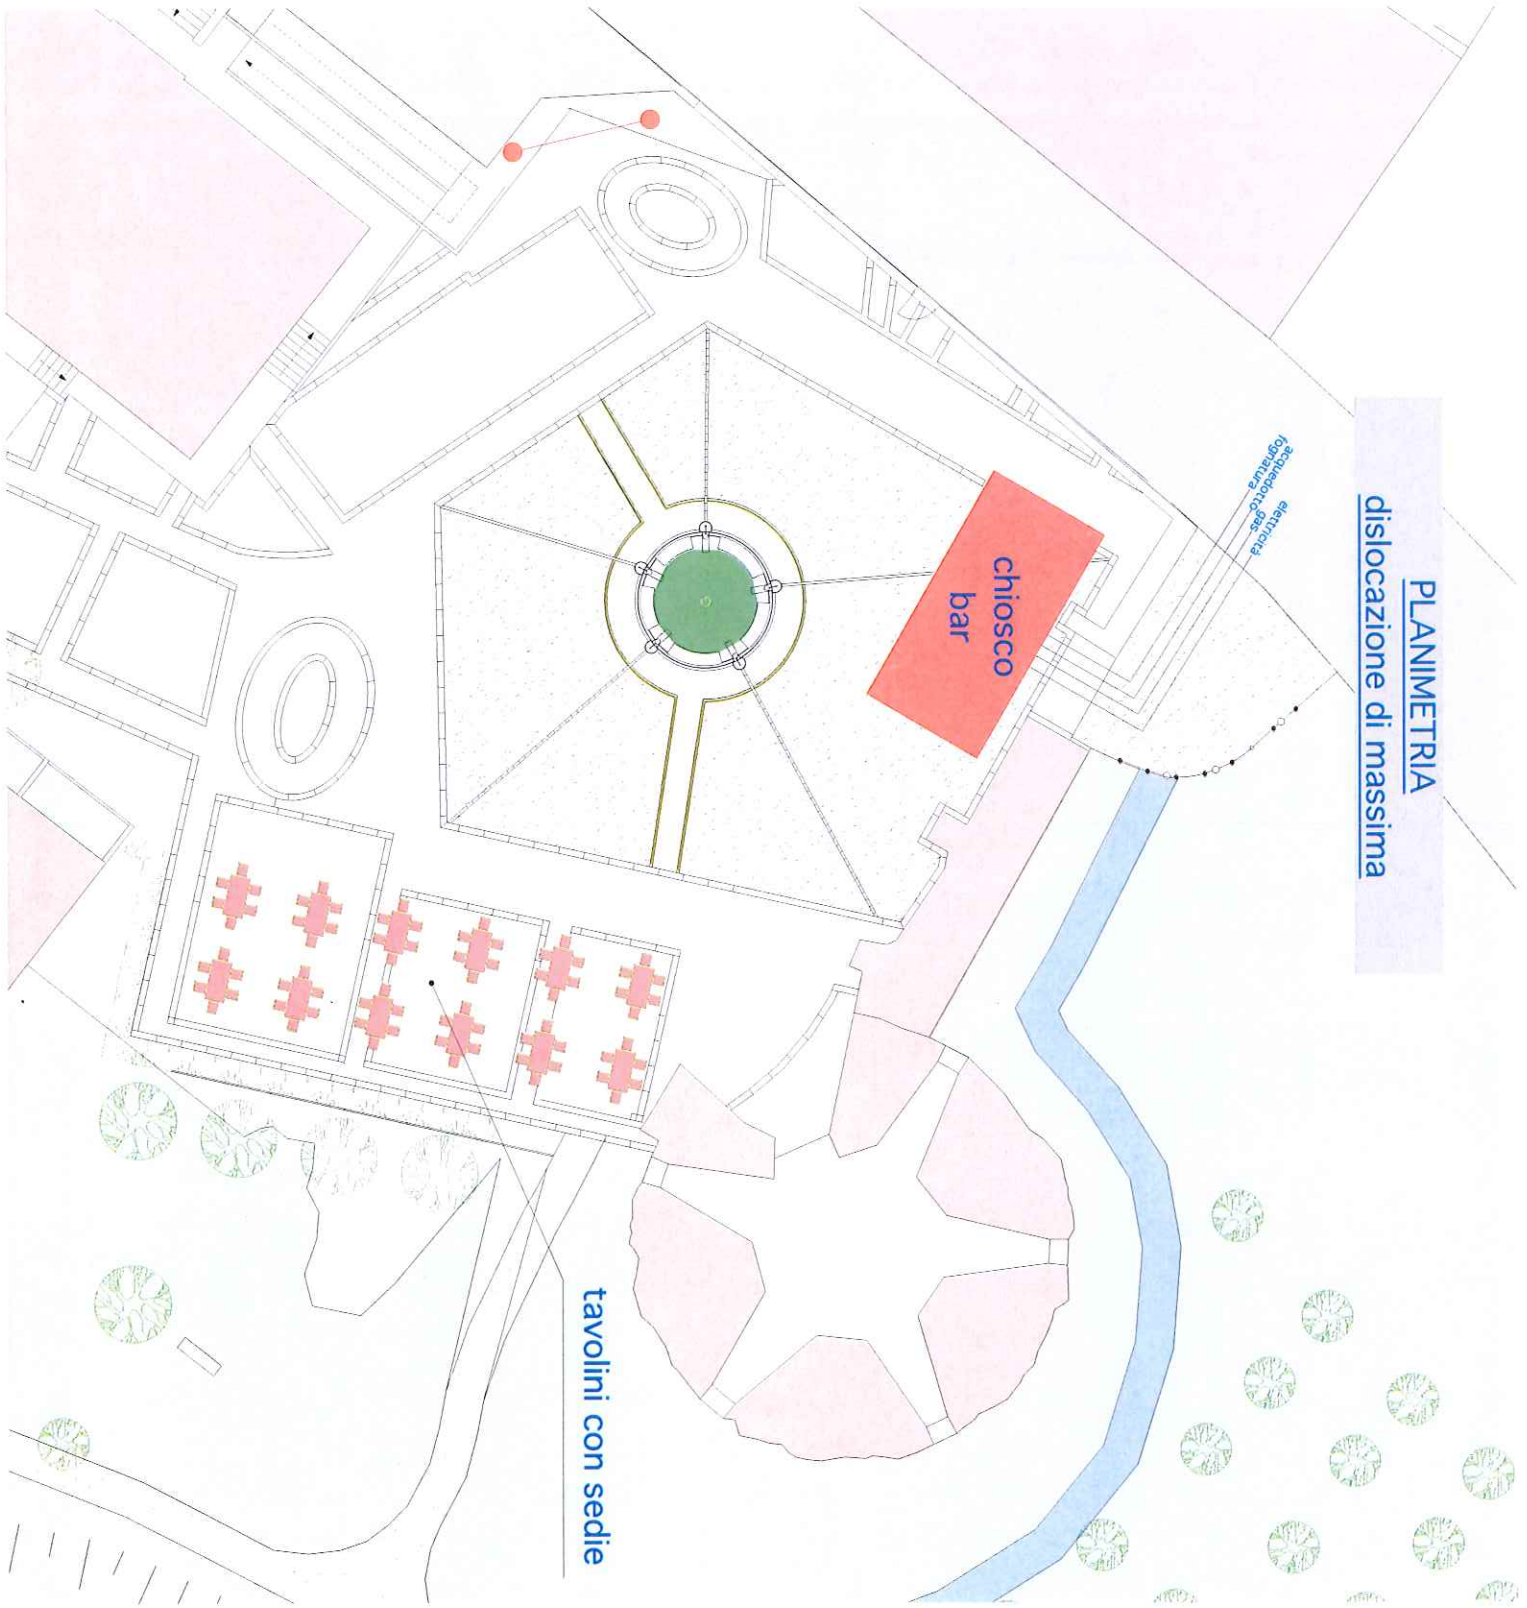 PLANIMETRIA
dislocazione di massima
acquedotto gas elettricità
fognatura
chiosco
bar
tavolini con sedie